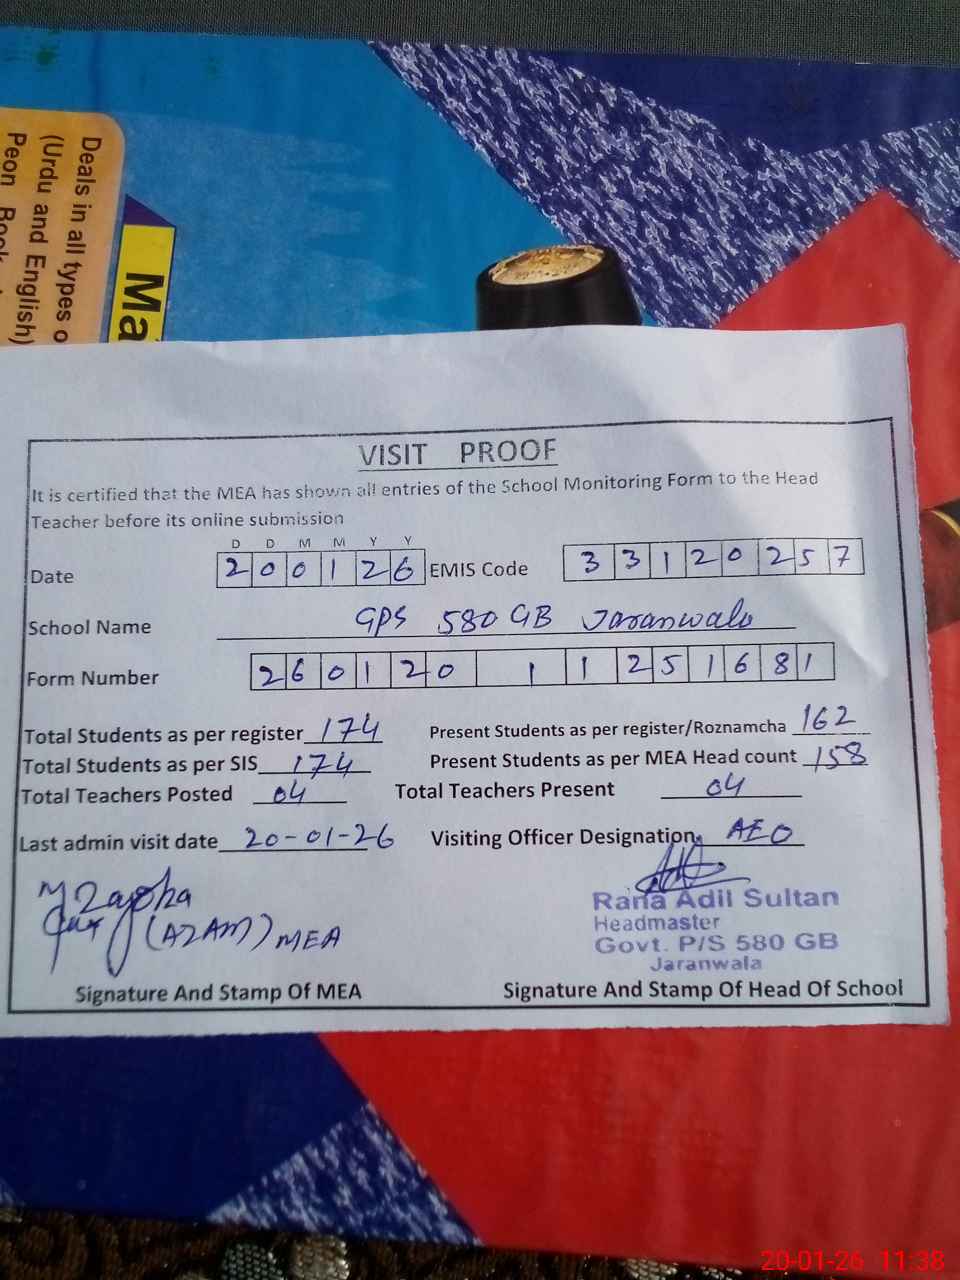 Deals in all types o
(Urdu and English)
Peon Book
Ma
VISIT PROOF
It is certified that the MEA has shown all entries of the School Monitoring Form to the Head
Teacher before its online submission
D D M M Y Y
Date 2 0 0 1 2 6 EMIS Code 3 3 1 2 0 2 5 7
School Name GPS 580 GB Jaranwala
Form Number 2 6 0 1 2 0 1 1 2 5 1 6 8 1
Total Students as per register 174 Present Students as per register/Roznamcha 162
Total Students as per SIS 174 Present Students as per MEA Head count 158
Total Teachers Posted 04 Total Teachers Present 04
Last admin visit date 20-01-26 Visiting Officer Designation AEO
(AZAM) MEA
Rana Adil Sultan
Headmaster
Govt. P/S 580 GB
Jaranwala
Signature And Stamp Of MEA Signature And Stamp Of Head Of School
20-01-26 11:38